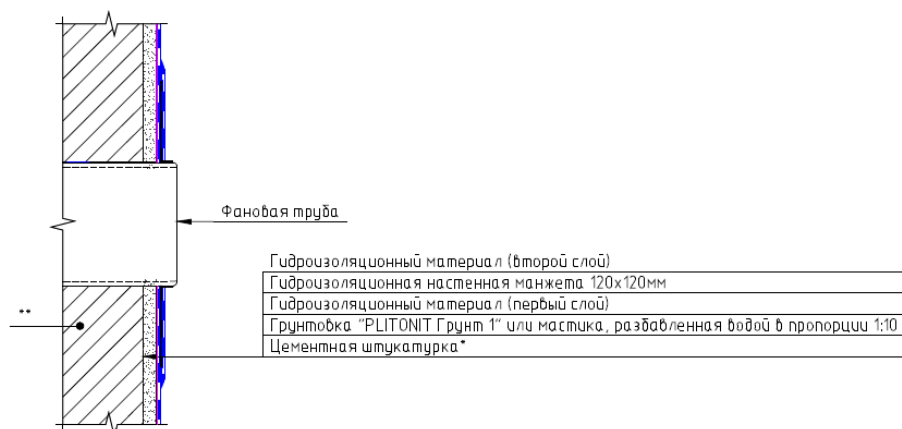 Фановая труба
Гидроизоляционный материал (второй слой)
Гидроизоляционная настенная манжета 120х120мм
Гидроизоляционный материал (первый слой)
Грунтовка "PLITONIT Грунт 1" или мастика, разбавленная водой в пропорции 1:10
Цементная штукатурка*
**